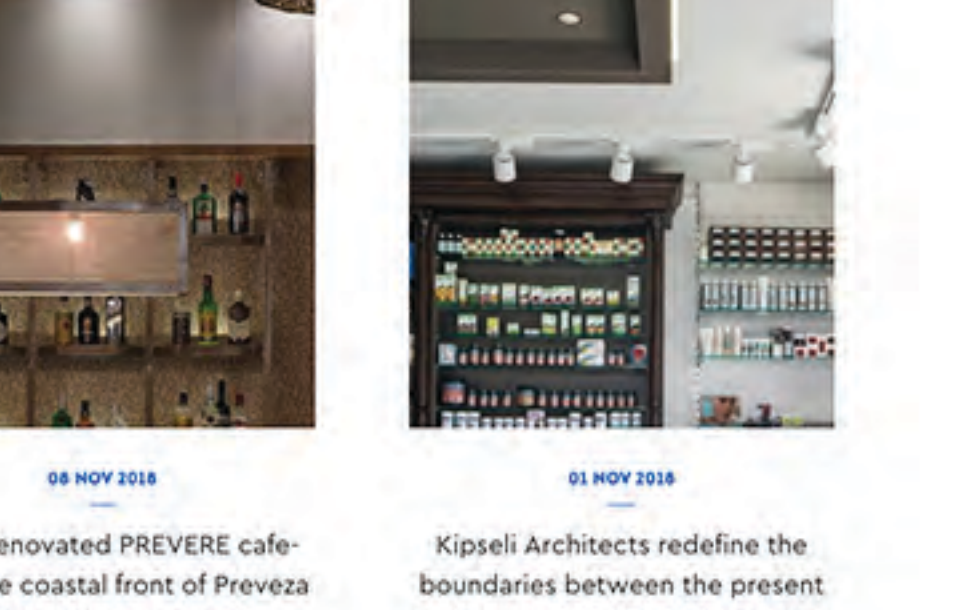 08 NOV 2018
enovated PREVERE cafe-
e coastal front of Preveza
01 NOV 2018
Kipseli Architects redefine the
boundaries between the present